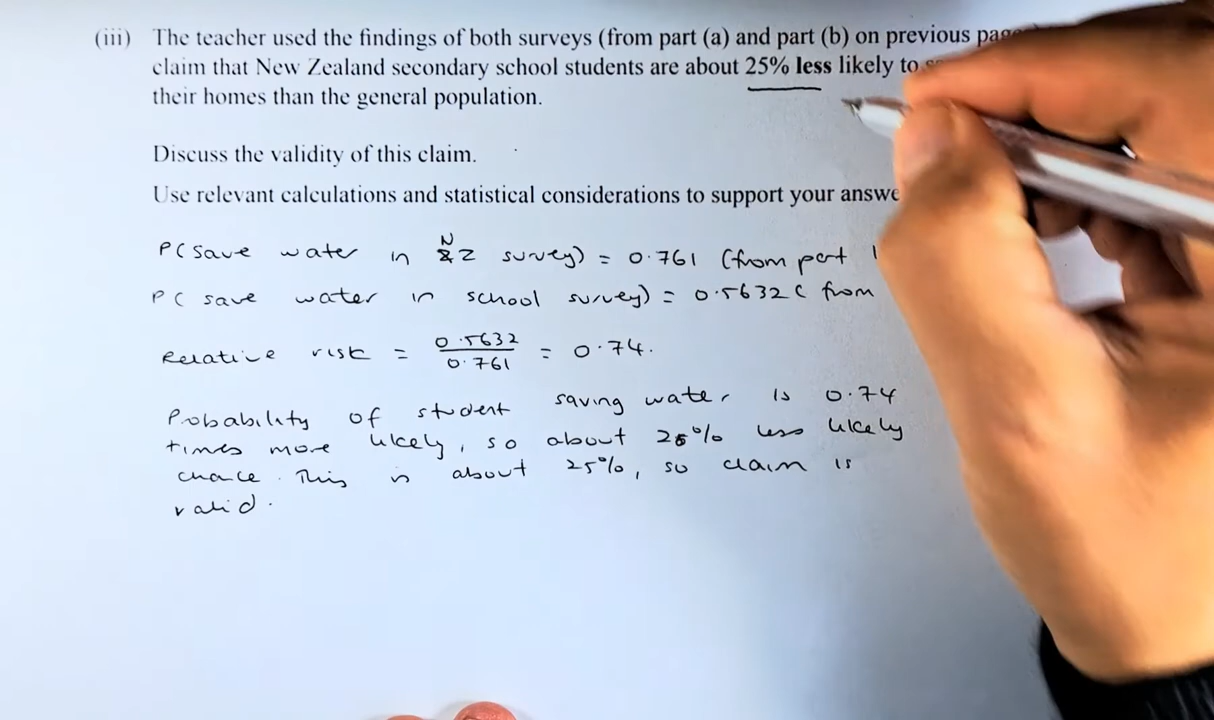 (iii) The teacher used the findings of both surveys (from part (a) and part (b) on previous
claim that New Zealand secondary school students are about 25% less likely to
their homes than the general population.
Discuss the validity of this claim.
Use relevant calculations and statistical considerations to support your
P(save water in NZ survey) = 0.761 (from part
P(save water in school survey) = 0.5632 ( from
Relative risk = 0.5632 / 0.761 = 0.74.
Probability of student saving water is 0.74
times more likely, so about 26% less likely
chance. This is about 25%, so claim is
valid.